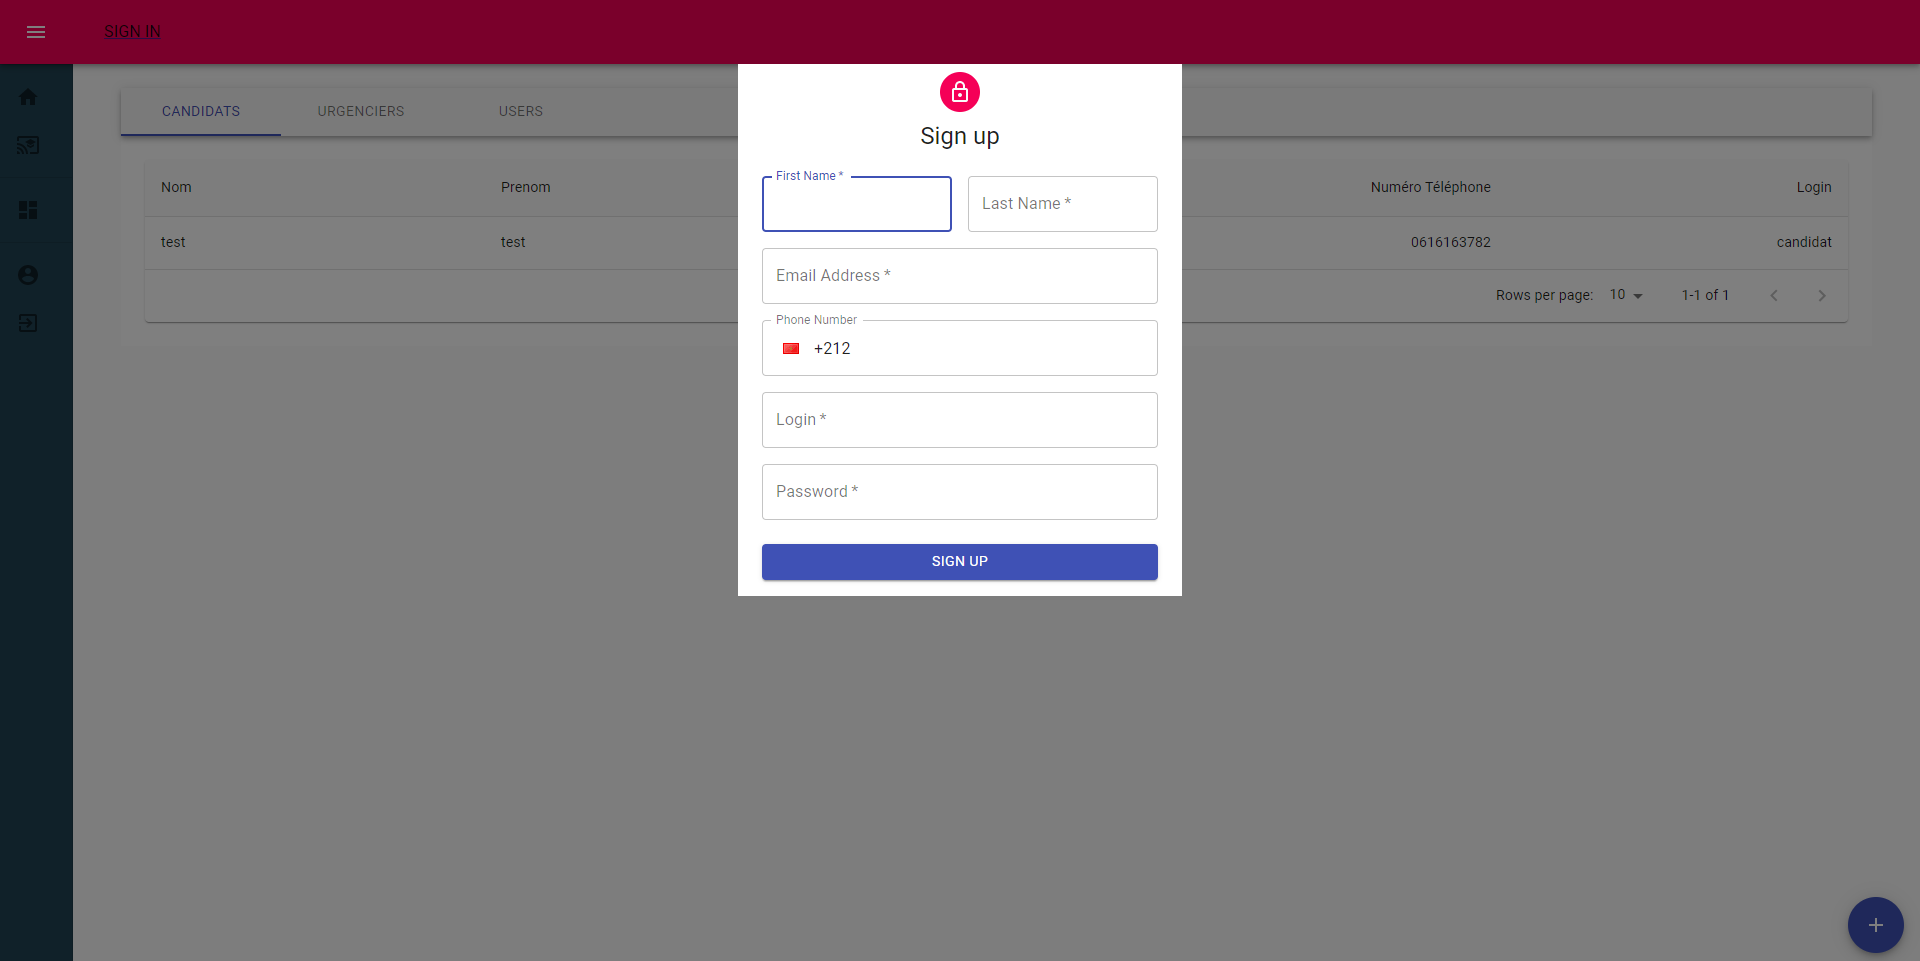 SIGN IN
CANDIDATS URGENCIERS USERS
Sign up
Nom Prenom Numéro Téléphone Login
test test 0616163782 candidat
Rows per page: 10 1-1 of 1
First Name *
Last Name *
Email Address *
Phone Number
+212
Login *
Password *
SIGN UP